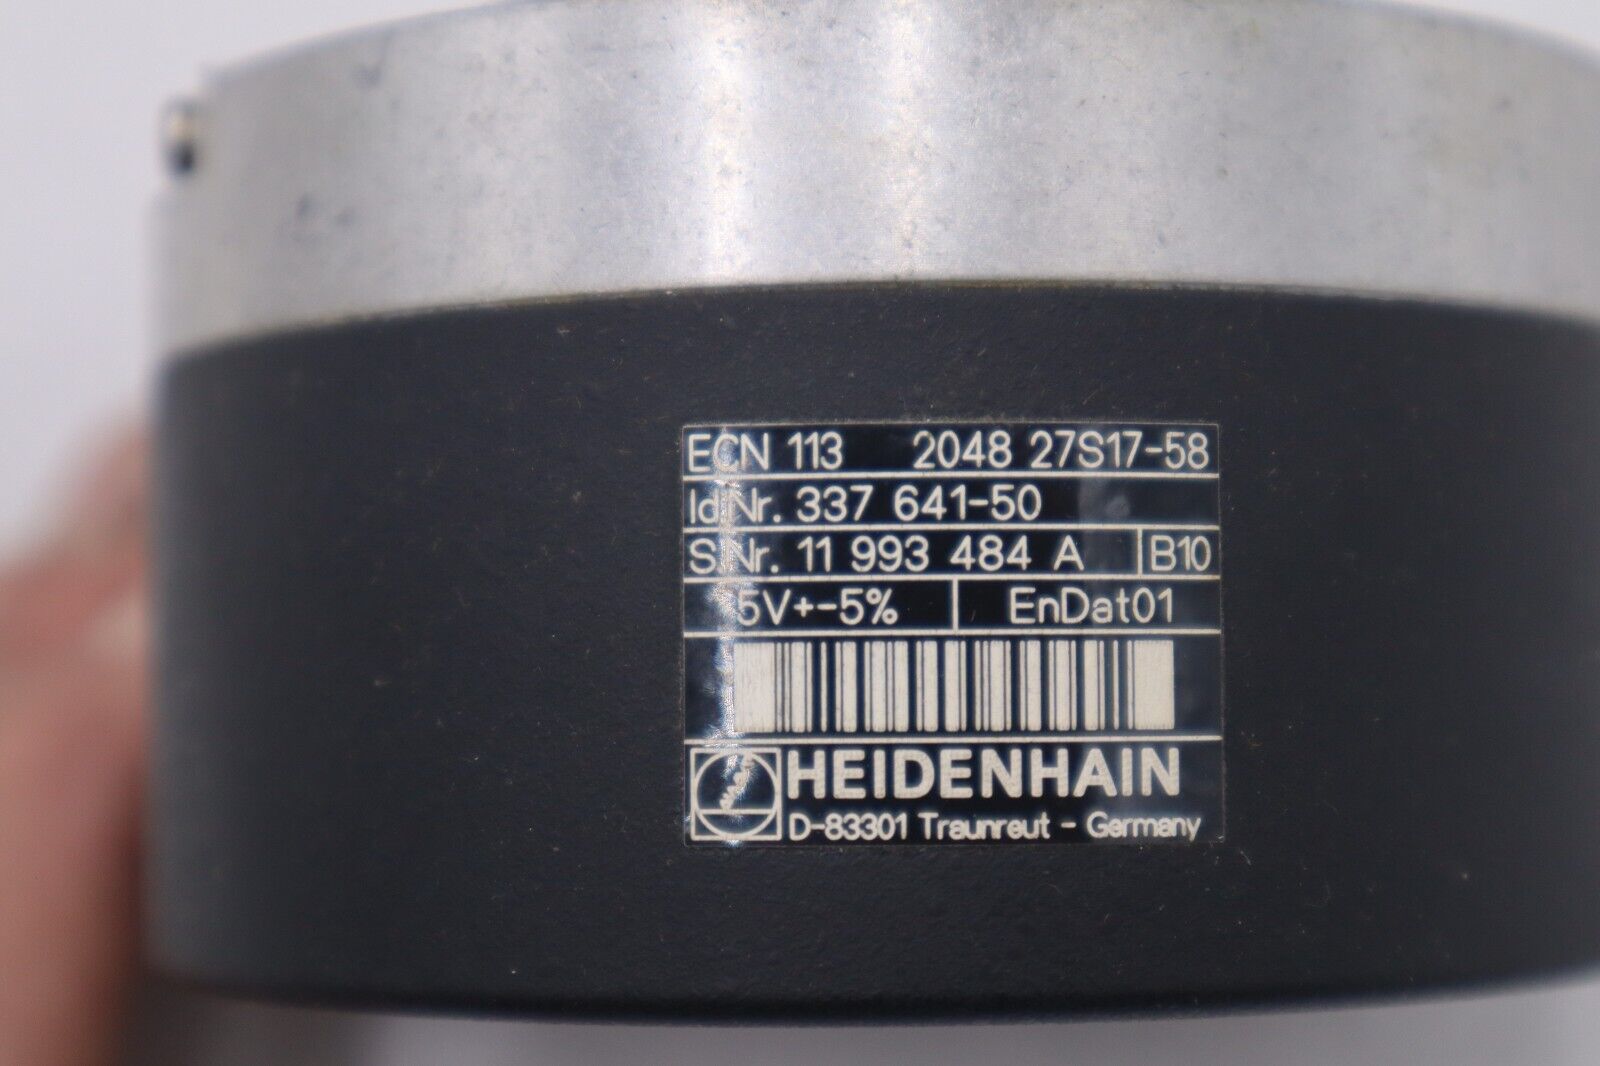 ECN 113 2048 27S17-58
Id.Nr. 337 641-50
S.Nr. 11 993 484 A B10
5V+-5% EnDat01
HEIDENHAIN
D-83301 Traunreut - Germany